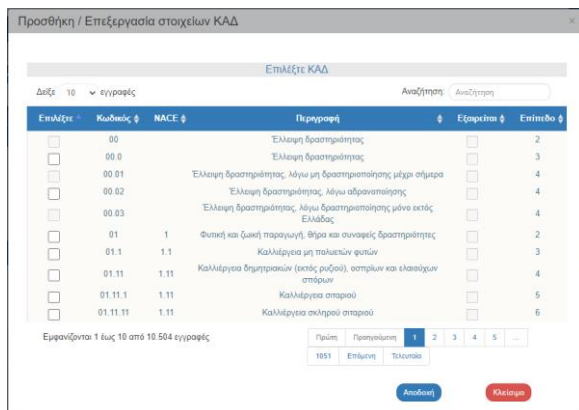 Προσθήκη / Επεξεργασία στοιχείων ΚΑΔ ×
Επιλέξτε ΚΑΔ
Δείξε 10 εγγραφές Αναζήτηση: Αναζήτηση
Επιλέξτε Κωδικός NACE Περιγραφή Εξαιρείται Επίπεδο
00 Έλλειψη δραστηριότητας 2
00.0 Έλλειψη δραστηριότητας 3
00.01 Έλλειψη δραστηριότητας, λόγω μη δραστηριοποίησης μέχρι σήμερα 4
00.02 Έλλειψη δραστηριότητας, λόγω αδρανοποίησης 4
00.03 Έλλειψη δραστηριότητας, λόγω δραστηριοποίησης μόνο εκτός 4
Ελλάδας
01 1 Φυτική και ζωική παραγωγή, θήρα και συναφείς δραστηριότητες 2
01.1 1.1 Καλλιέργεια μη πολυετών φυτών 3
01.11 1.11 Καλλιέργεια δημητριακών (εκτός ρυζιού), οσπρίων και ελαιούχων 4
σπόρων
01.11.1 1.11 Καλλιέργεια σιταριού 5
01.11.11 1.11 Καλλιέργεια σκληρού σιταριού 6
Εμφανίζονται 1 έως 10 από 10.504 εγγραφές Πρώτη Προηγούμενη 1 2 3 4 5 ...
1051 Επόμενη Τελευταία
Αποδοχή Κλείσιμο